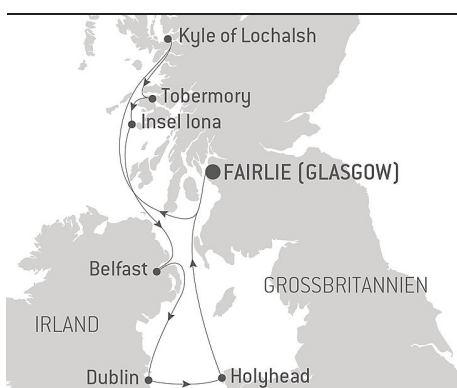 Kyle of Lochalsh
Tobermory
Insel Iona
FAIRLIE (GLASGOW)
Belfast
GROSSBRITANNIEN
IRLAND
Dublin
Holyhead